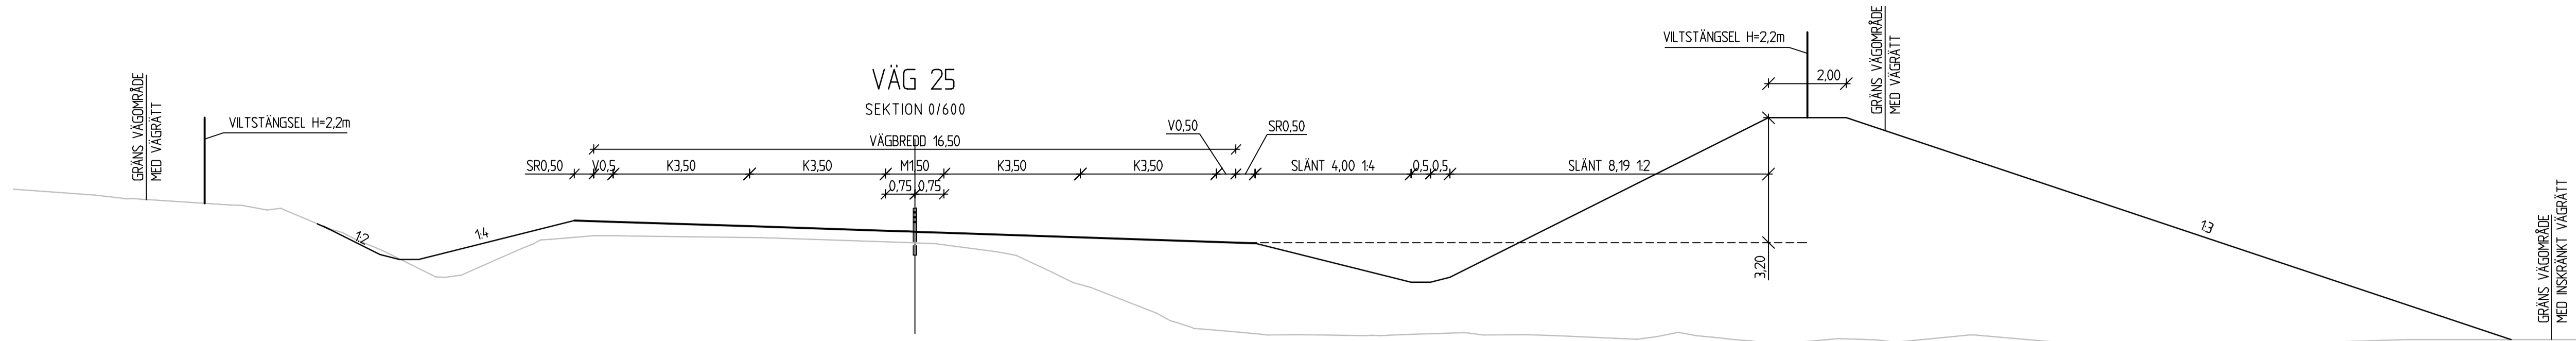 GRÄNS VÄGOMRÅDE
MED VÄGRÄTT
VILTSTÄNGSEL H=2,2m
VÄG 25
SEKTION 0/600
VÄGBREDD 16,50
SR0,50
V0,5
K3,50
K3,50
M1,50
K3,50
K3,50
V0,50
SR0,50
0,75
0,75
SLÄNT 4,00 1:4
0,5
0,5
SLÄNT 8,19 1:2
1:2
1:4
VILTSTÄNGSEL H=2,2m
2,00
3,20
GRÄNS VÄGOMRÅDE
MED VÄGRÄTT
1:3
GRÄNS VÄGOMRÅDE
MED INSKRÄNKT VÄGRÄTT